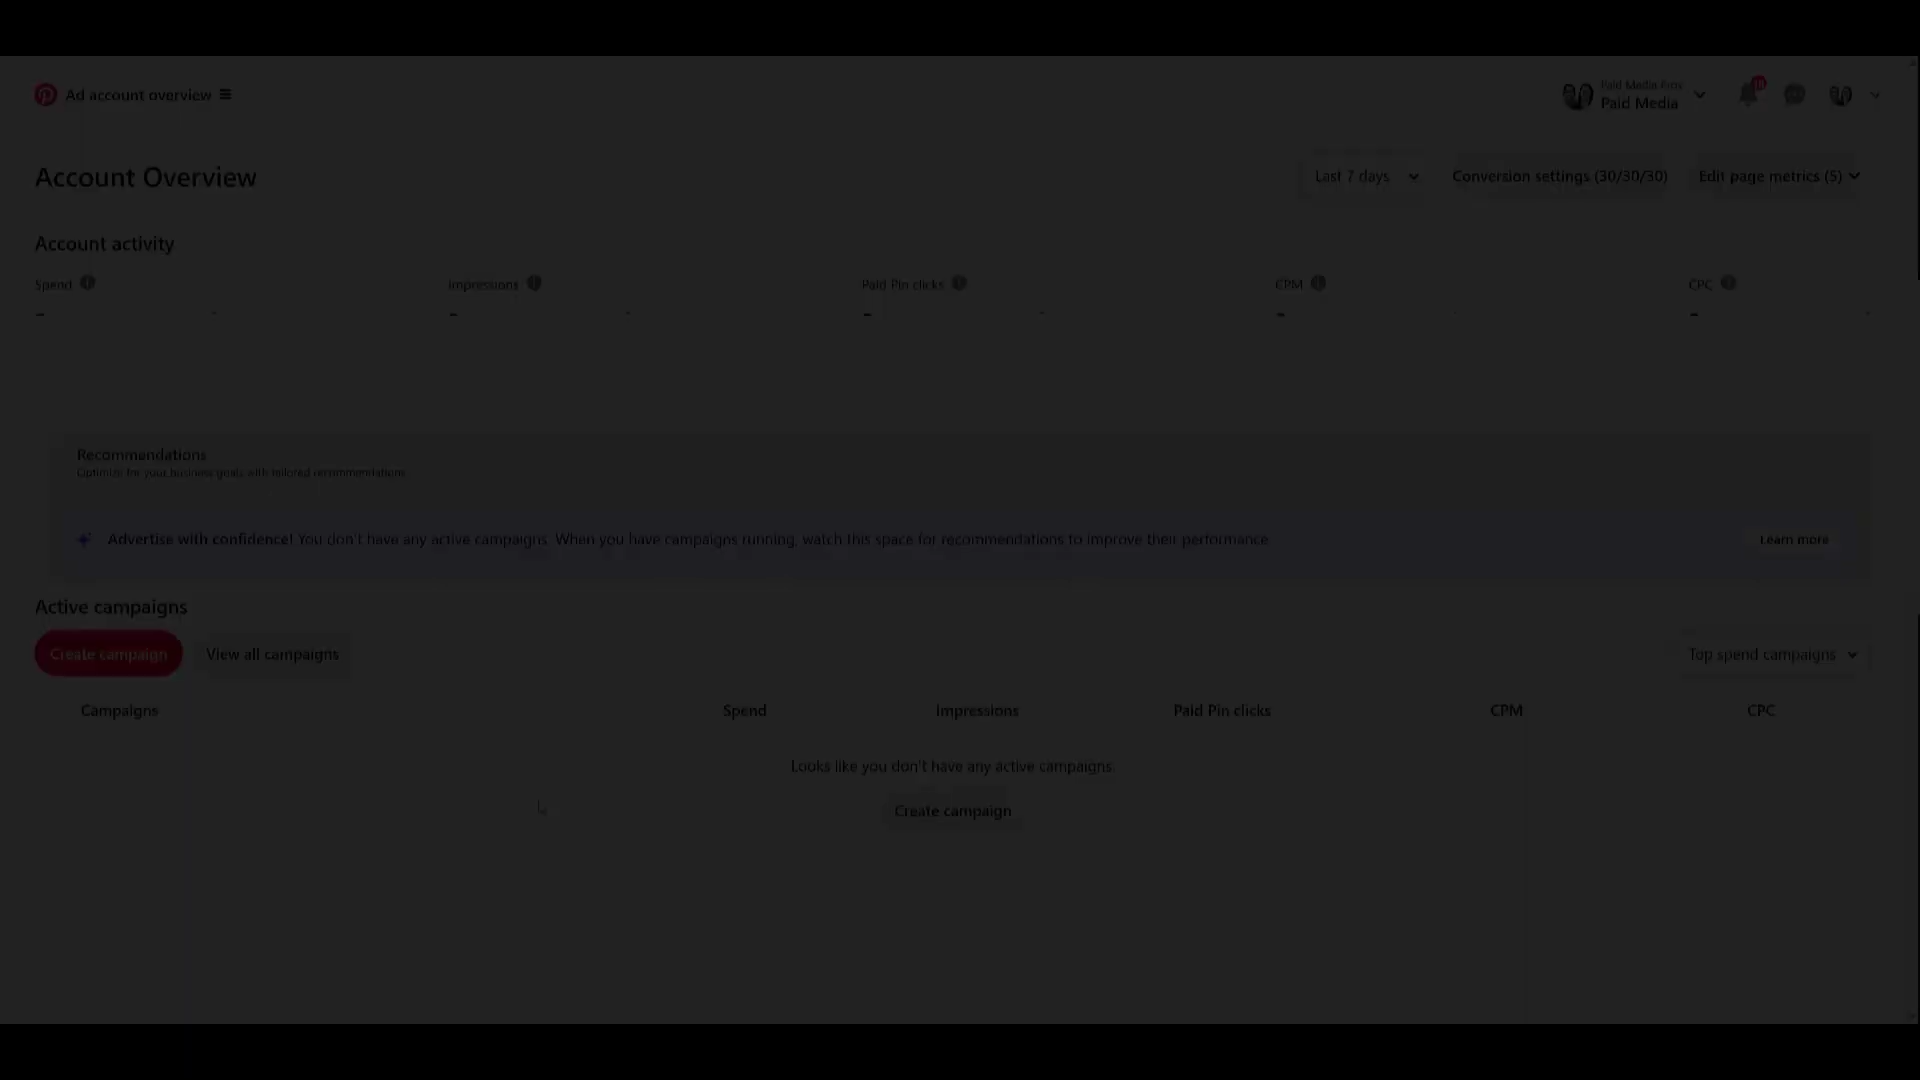 Ad account overview
Paid Media Pros
Paid Media
Account Overview
Last 7 days
Conversion settings (30/30/30)
Edit page metrics (5)
Account activity
Spend
Impressions
Paid Pin clicks
CPM
CPC
Recommendations
Optimize for your business goals with tailored recommendations
Advertise with confidence! You don't have any active campaigns. When you have campaigns running, watch this space for recommendations to improve their performance
Learn more
Active campaigns
Create campaign
View all campaigns
Top spend campaigns
Campaigns Spend Impressions Paid Pin clicks CPM CPC
Looks like you don't have any active campaigns.
Create campaign